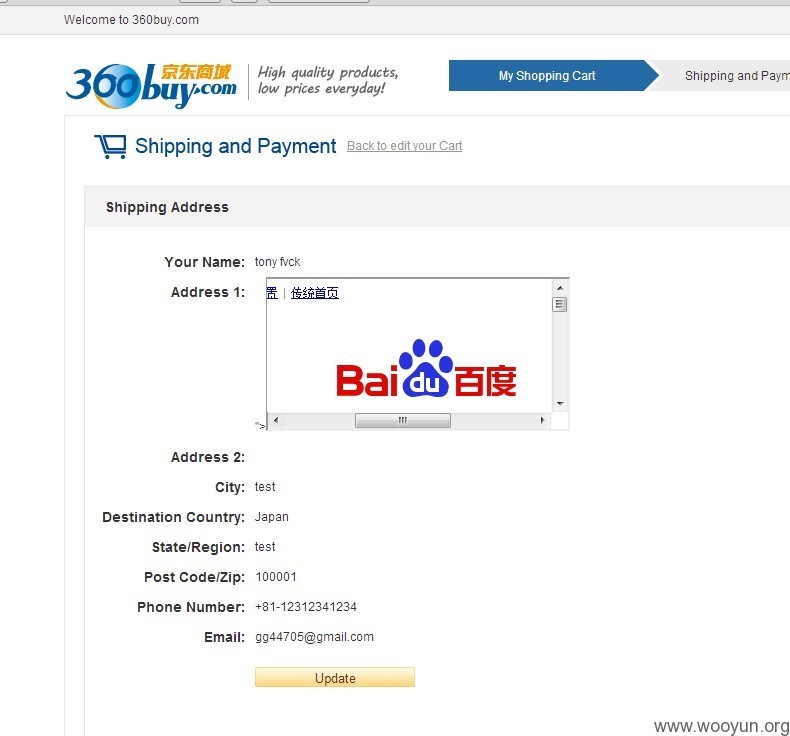 Welcome to 360buy.com
360buy.com 京东商城
High quality products,
low prices everyday!
My Shopping Cart
Shipping and Paym
Shipping and Payment
Back to edit your Cart
Shipping Address
Your Name: tony fvck
Address 1:
| 传统首页
Bai du 百度
">
Address 2:
City: test
Destination Country: Japan
State/Region: test
Post Code/Zip: 100001
Phone Number: +81-12312341234
Email: gg44705@gmail.com
Update
www.wooyun.org